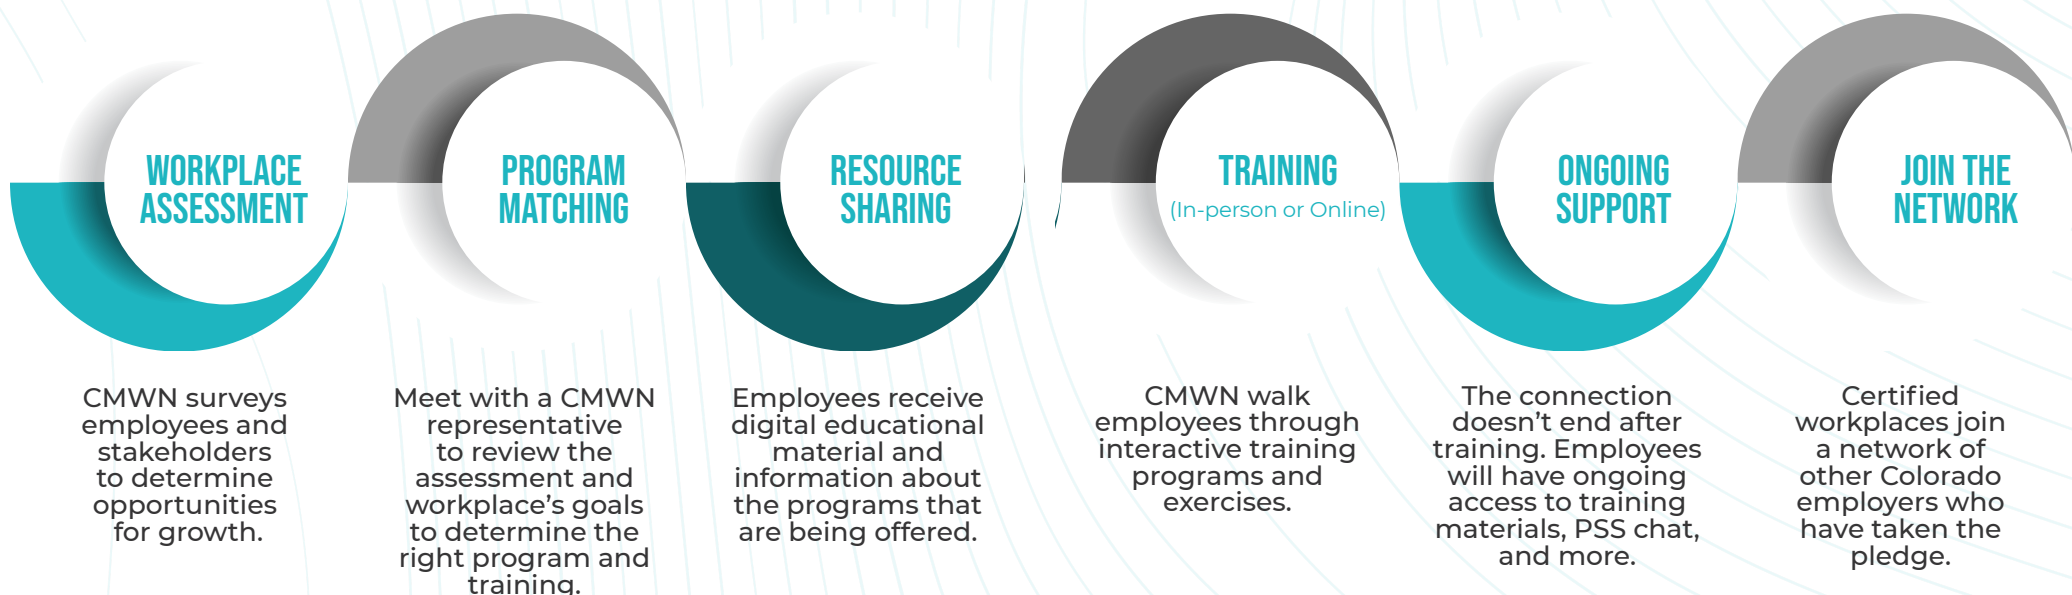 WORKPLACE
ASSESSMENT
CMWN surveys
employees and
stakeholders
to determine
opportunities
for growth.
PROGRAM
MATCHING
Meet with a CMWN
representative
to review the
assessment and
workplace’s goals
to determine the
right program and
training.
RESOURCE
SHARING
Employees receive
digital educational
material and
information about
the programs that
are being offered.
TRAINING
(In-person or Online)
CMWN walk
employees through
interactive training
programs and
exercises.
ONGOING
SUPPORT
The connection
doesn’t end after
training. Employees
will have ongoing
access to training
materials, PSS chat,
and more.
JOIN THE
NETWORK
Certified
workplaces join
a network of
other Colorado
employers who
have taken the
pledge.